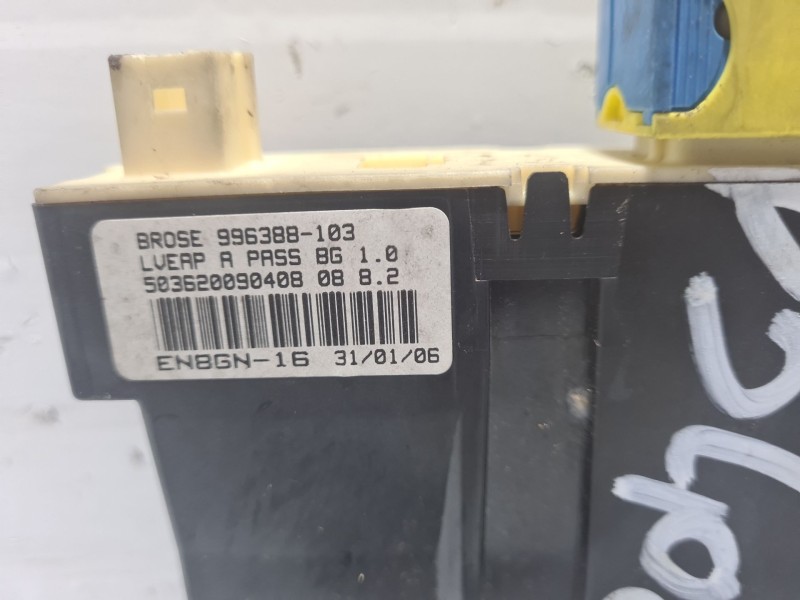 BROSE 996388-103
LVEAP A PASS BG 1.0
503620090408 08 8.2
EN8GN-16 31/01/06